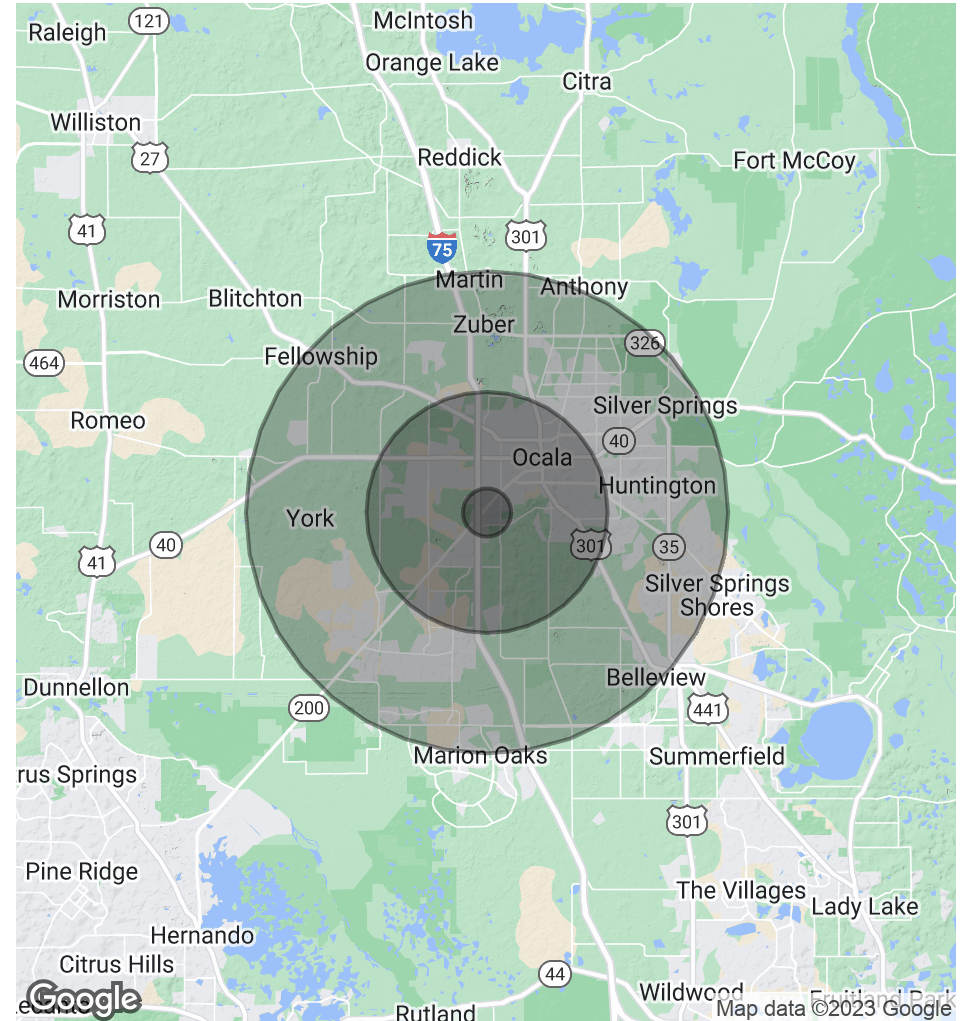 McIntosh
121
Raleigh
Orange Lake
Citra
Williston
27
Reddick
Fort McCoy
41
301
75
Martin
Anthony
Morriston
Blitchton
Zuber
326
Fellowship
464
Silver Springs
Romeo
40
Ocala
Huntington
York
40
301
35
41
Silver Springs
Shores
Belleview
Dunnellon
200
441
Marion Oaks
Summerfield
rus Springs
301
Pine Ridge
The Villages
Lady Lake
Hernando
Citrus Hills
44
Wildwood
Google
Fruitland Park
Rutland
Map data ©2023 Google